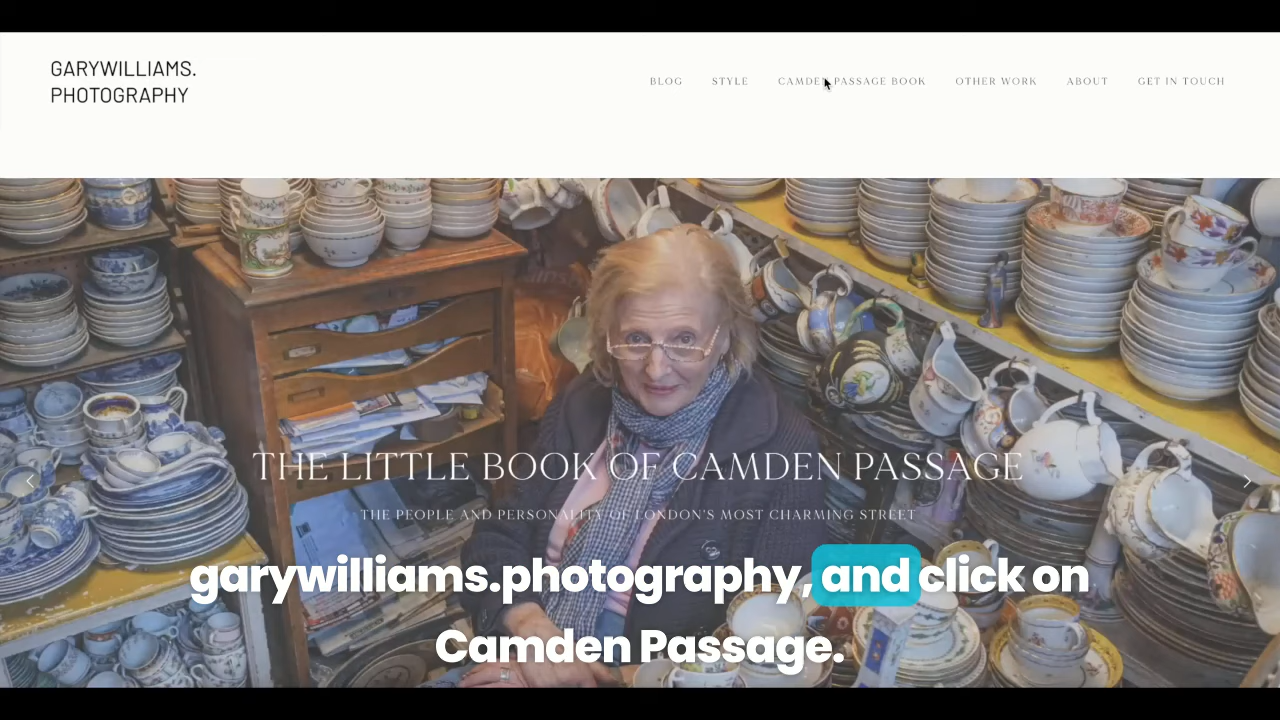 GARYWILLIAMS.
PHOTOGRAPHY
BLOG STYLE CAMDEN PASSAGE BOOK OTHER WORK ABOUT GET IN TOUCH
THE LITTLE BOOK OF CAMDEN PASSAGE
THE PEOPLE AND PERSONALITY OF LONDON'S MOST CHARMING STREET
garywilliams.photography, and click on
Camden Passage.